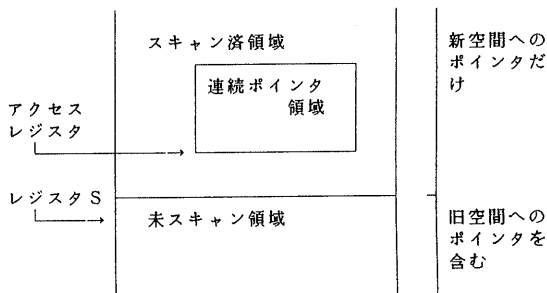 スキャン済領域
連続ポインタ
領域
アクセス
レジスタ
レジスタS
未スキャン領域
新空間への
ポインタだ
け
旧空間への
ポインタを
含む